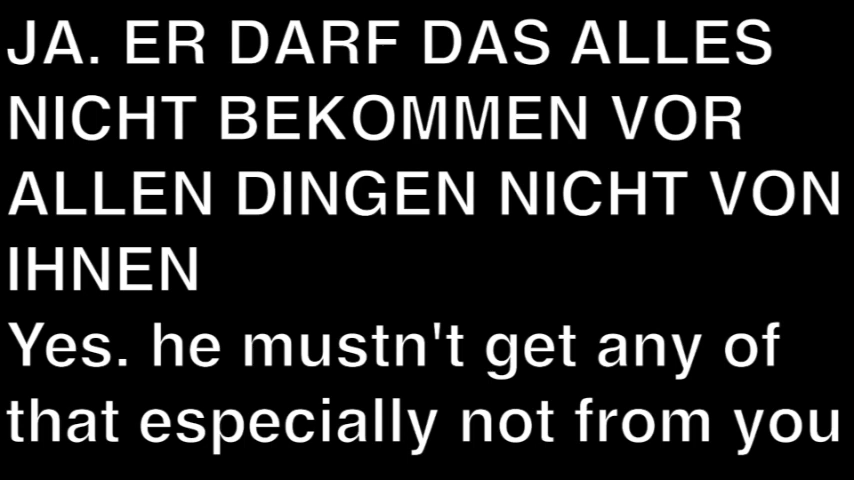 JA. ER DARF DAS ALLES
NICHT BEKOMMEN VOR
ALLEN DINGEN NICHT VON
IHNEN
Yes. he mustn't get any of
that especially not from you